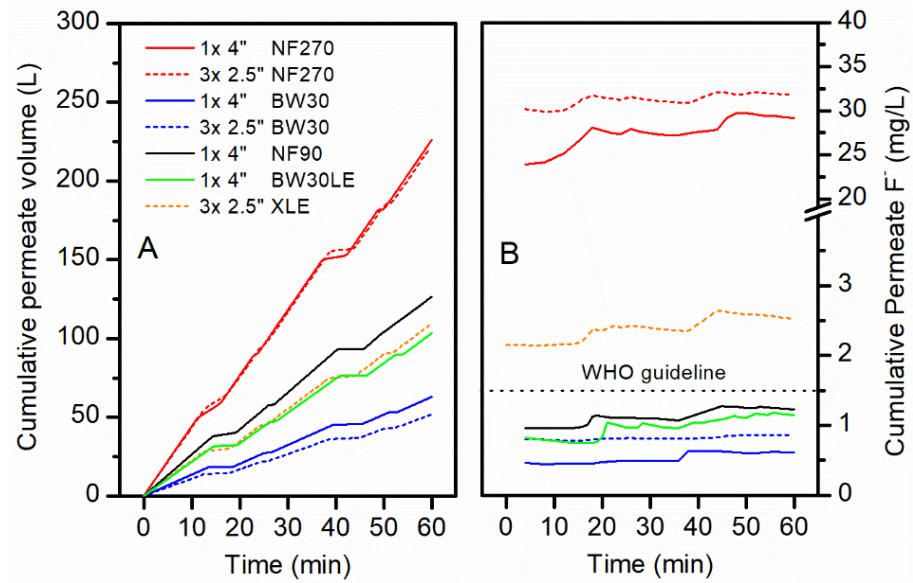 Cumulative permeate volume (L)
300
250
200
150
100
50
0
1x 4" NF270
3x 2.5" NF270
1x 4" BW30
3x 2.5" BW30
1x 4" NF90
1x 4" BW30LE
3x 2.5" XLE
A
0 10 20 30 40 50 60
Time (min)
B
WHO guideline
0 10 20 30 40 50 60
Time (min)
40
35
30
25
20
3
2
1
0
Cumulative Permeate F⁻ (mg/L)